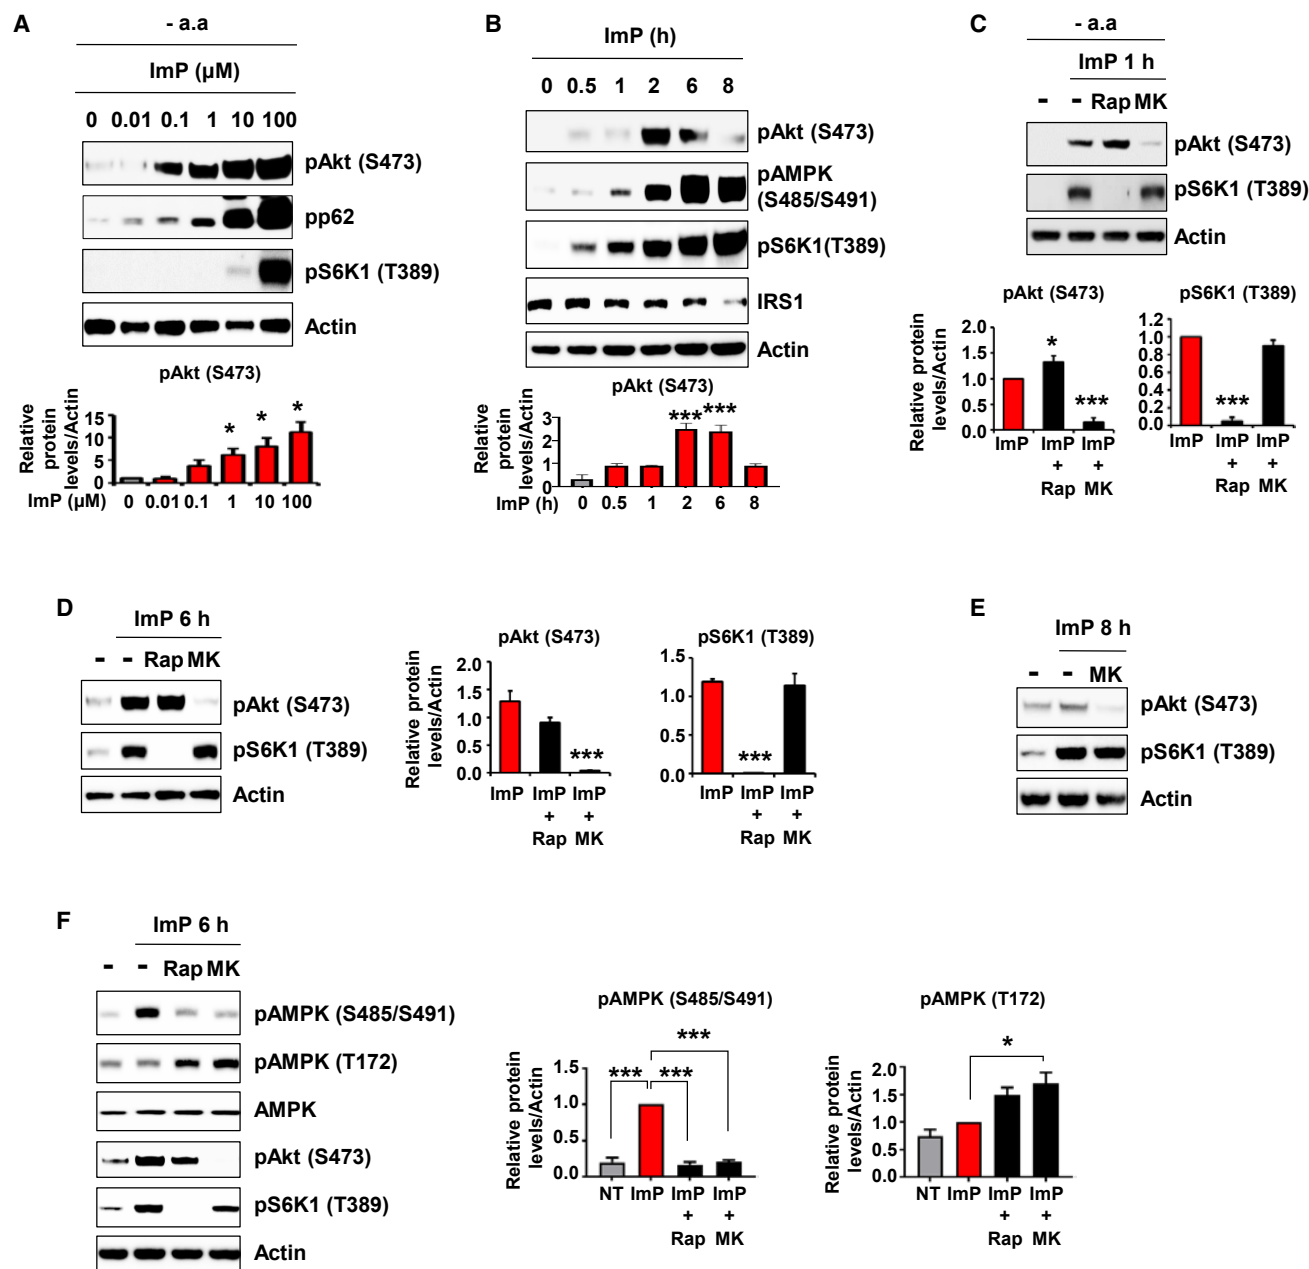 A
- a.a
ImP (µM)
0 0.01 0.1 1 10 100
pAkt (S473)
pp62
pS6K1 (T389)
Actin
pAkt (S473)
Relative protein levels/Actin
15
10
5
0
* * *
ImP (µM) 0 0.01 0.1 1 10 100
B
ImP (h)
0 0.5 1 2 6 8
pAkt (S473)
pAMPK
(S485/S491)
pS6K1(T389)
IRS1
Actin
pAkt (S473)
Relative protein levels/Actin
3
2
1
0
*** ***
ImP (h) 0 0.5 1 2 6 8
C
- a.a
ImP 1 h
- - Rap MK
pAkt (S473)
pS6K1 (T389)
Actin
pAkt (S473)
Relative protein levels/Actin
2.0
1.5
1.0
0.5
0.0
*
***
ImP ImP ImP
+ +
Rap MK
pS6K1 (T389)
1.2
1.0
0.8
0.6
0.4
0.2
0.0
***
ImP ImP ImP
+ +
Rap MK
D
ImP 6 h
- - Rap MK
pAkt (S473)
pS6K1 (T389)
Actin
pAkt (S473)
Relative protein levels/Actin
2.0
1.5
1.0
0.5
0.0
***
ImP ImP ImP
+ +
Rap MK
pS6K1 (T389)
1.5
1.0
0.5
0.0
***
ImP ImP ImP
+ +
Rap MK
E
ImP 8 h
- - MK
pAkt (S473)
pS6K1 (T389)
Actin
F
ImP 6 h
- - Rap MK
pAMPK (S485/S491)
pAMPK (T172)
AMPK
pAkt (S473)
pS6K1 (T389)
Actin
pAMPK (S485/S491)
Relative protein levels/Actin
1.5
1.0
0.5
0.0
***
*** ***
NT ImP ImP ImP
+ +
Rap MK
pAMPK (T172)
Relative protein levels/Actin
2.0
1.5
1.0
0.5
0.0
*
NT ImP ImP ImP
+ +
Rap MK